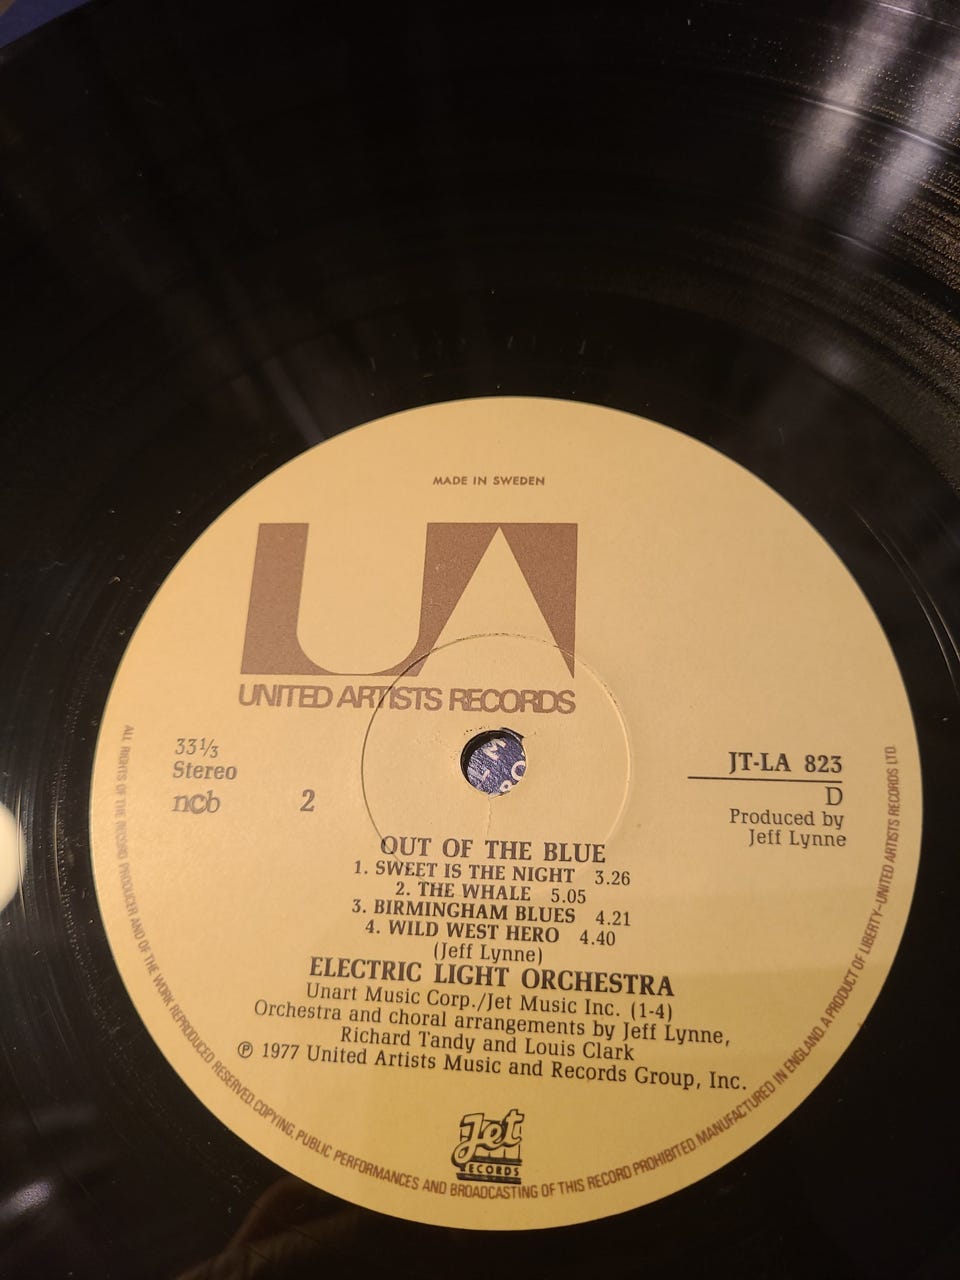 MADE IN SWEDEN
UA
UNITED ARTISTS RECORDS
33⅓
Stereo
ncb
2
JT-LA 823
D
Produced by
Jeff Lynne
OUT OF THE BLUE
1. SWEET IS THE NIGHT 3.26
2. THE WHALE 5.05
3. BIRMINGHAM BLUES 4.21
4. WILD WEST HERO 4.40
(Jeff Lynne)
ELECTRIC LIGHT ORCHESTRA
Unart Music Corp./Jet Music Inc. (1-4)
Orchestra and choral arrangements by Jeff Lynne,
Richard Tandy and Louis Clark
℗ 1977 United Artists Music and Records Group, Inc.
Jet
RECORDS
ALL RIGHTS OF THE RECORD PRODUCER AND OF THE WORK REPRODUCED, RESERVED. COPYING, PUBLIC PERFORMANCES AND BROADCASTING OF THIS RECORD PROHIBITED. MANUFACTURED IN ENGLAND. A PRODUCT OF LIBERTY–UNITED ARTISTS RECORDS LTD.